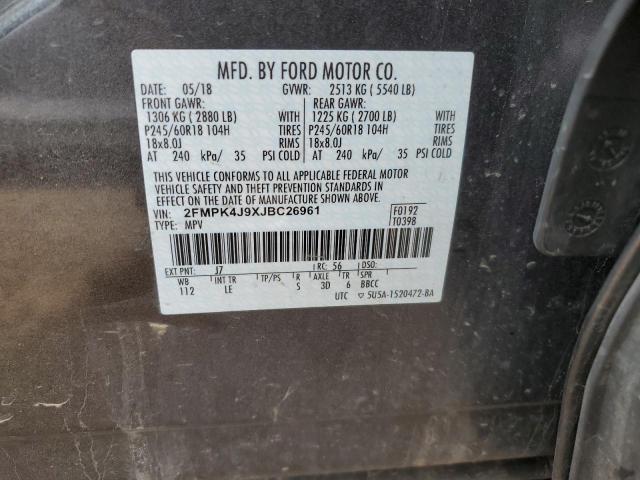 MFD. BY FORD MOTOR CO.
DATE: 05/18 GVWR: 2513 KG ( 5540 LB)
FRONT GAWR: REAR GAWR:
1306 KG ( 2880 LB) WITH 1225 KG ( 2700 LB) WITH
P245/60R18 104H TIRES P245/60R18 104H TIRES
18x8.0J RIMS 18x8.0J RIMS
AT 240 kPa/ 35 PSI COLD AT 240 kPa/ 35 PSI COLD
THIS VEHICLE CONFORMS TO ALL APPLICABLE FEDERAL MOTOR
VEHICLE SAFETY AND THEFT PREVENTION STANDARDS IN
EFFECT ON THE DATE OF MANUFACTURE SHOWN ABOVE.
VIN: 2FMPK4J9XJBC26961 F0192
TYPE: MPV T0398
EXT PNT: J7 RC: 56 DSO:
WB INT TR TP/PS R AXLE TR SPR
112 LE S 3D 6 BBCC
UTC ▽ 5U5A-1520472-BA